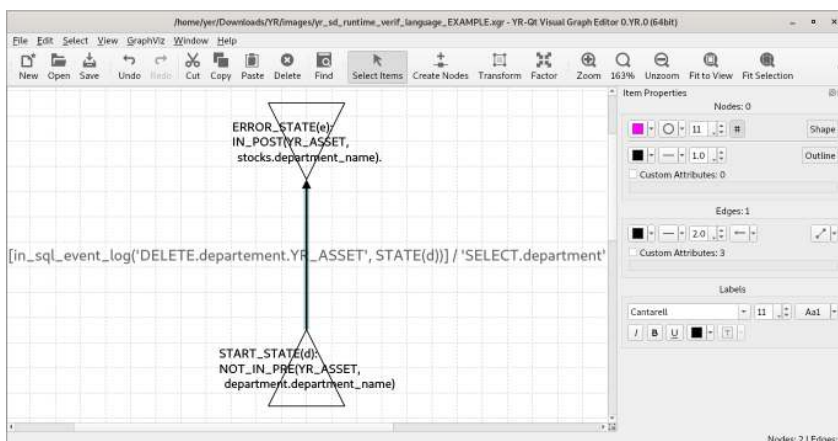 /home/yer/Downloads/YR/images/yr_sd_runtime_verif_language_EXAMPLE.xgr - YR-Qt Visual Graph Editor 0.YR.0 (64bit)
File Edit Select View GraphViz Window Help
New Open Save Undo Redo Cut Copy Paste Delete Find Select Items Create Nodes Transform Factor Zoom 163% Unzoom Fit to View Fit Selection
Item Properties
Nodes: 0
11 # Shape
1.0 Outline
Custom Attributes: 0
Edges: 1
2.0
Custom Attributes: 3
Labels
Cantarell 11 Aa1
I B U T
ERROR_STATE(e):
IN_POST(YR_ASSET,
stocks.department_name).
[in_sql_event_log('DELETE.departement.YR_ASSET', STATE(d))] / 'SELECT.department'
START_STATE(d):
NOT_IN_PRE(YR_ASSET,
department.department_name)
Nodes: 2 | Edges: